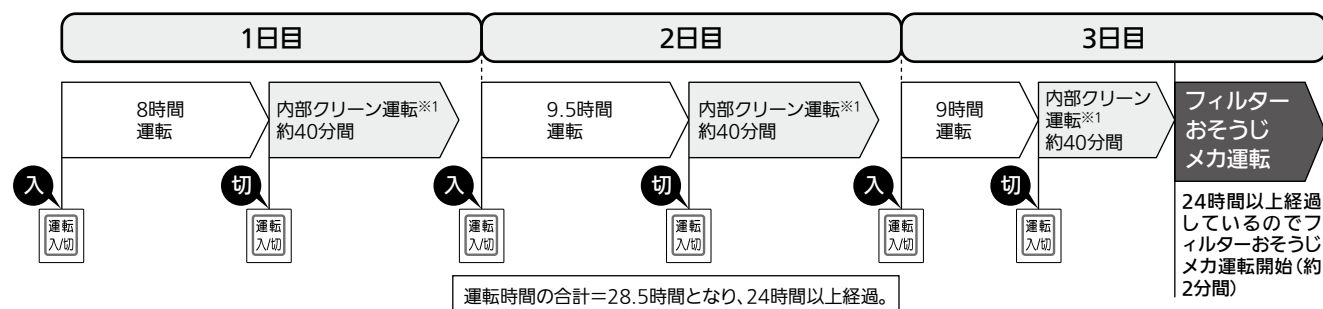 1日目
2日目
3日目
8時間
運転
内部クリーン運転※1
約40分間
9.5時間
運転
内部クリーン運転※1
約40分間
9時間
運転
内部クリーン
運転※1
約40分間
フィルター
おそうじ
メカ運転
入
切
入
切
入
切
運転
入/切
運転
入/切
運転
入/切
運転
入/切
運転
入/切
運転
入/切
24時間以上経過
しているのでフ
ィルターおそうじ
メカ運転開始(約
2分間)
運転時間の合計=28.5時間となり、24時間以上経過。